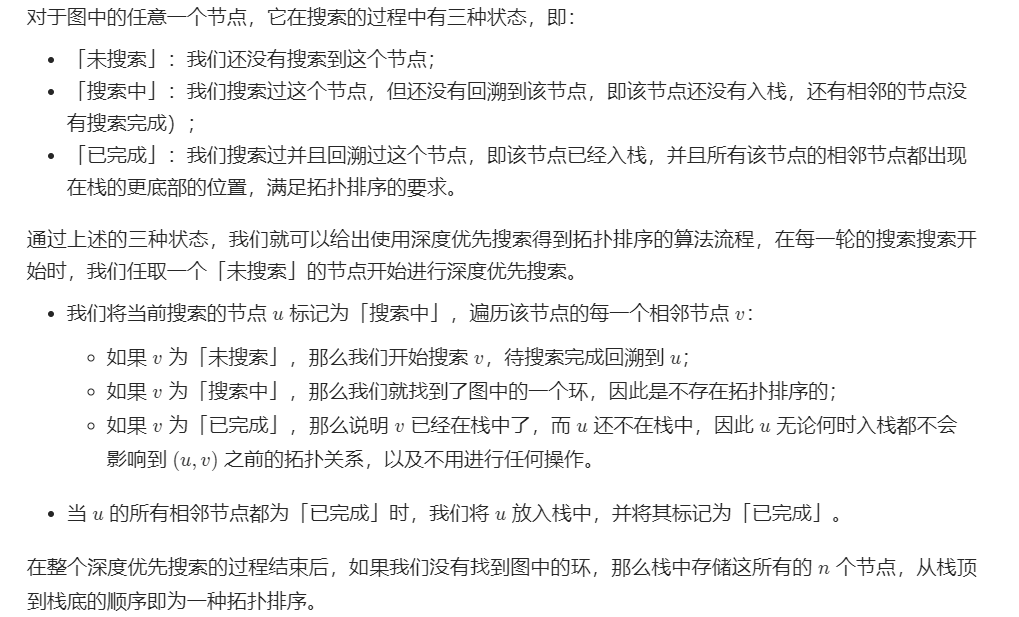 对于图中的任意一个节点，它在搜索的过程中有三种状态，即：
• 「未搜索」：我们还没有搜索到这个节点；
• 「搜索中」：我们搜索过这个节点，但还没有回溯到该节点，即该节点还没有入栈，还有相邻的节点没
有搜索完成）；
• 「已完成」：我们搜索过并且回溯过这个节点，即该节点已经入栈，并且所有该节点的相邻节点都出现
在栈的更底部的位置，满足拓扑排序的要求。
通过上述的三种状态，我们就可以给出使用深度优先搜索得到拓扑排序的算法流程，在每一轮的搜索搜索开
始时，我们任取一个「未搜索」的节点开始进行深度优先搜索。
• 我们将当前搜索的节点 u 标记为「搜索中」，遍历该节点的每一个相邻节点 v：
◦ 如果 v 为「未搜索」，那么我们开始搜索 v，待搜索完成回溯到 u；
◦ 如果 v 为「搜索中」，那么我们就找到了图中的一个环，因此是不存在拓扑排序的；
◦ 如果 v 为「已完成」，那么说明 v 已经在栈中了，而 u 还不在栈中，因此 u 无论何时入栈都不会
影响到 (u, v) 之前的拓扑关系，以及不用进行任何操作。
• 当 u 的所有相邻节点都为「已完成」时，我们将 u 放入栈中，并将其标记为「已完成」。
在整个深度优先搜索的过程结束后，如果我们没有找到图中的环，那么栈中存储这所有的 n 个节点，从栈顶
到栈底的顺序即为一种拓扑排序。